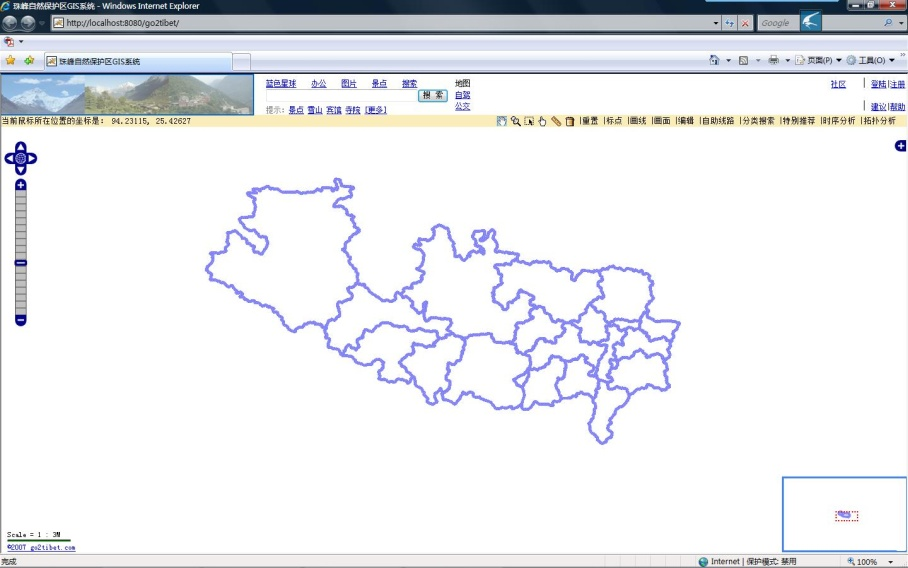 珠峰自然保护区GIS系统 - Windows Internet Explorer
http://localhost:8080/go2tibet/
Google
珠峰自然保护区GIS系统
页面(P)
工具(O)
蓝色星球 办公 图片 景点 搜索 地图
社区 | 登陆|注册
搜 索 自驾
提示: 景点 雪山 宾馆 寺院 [更多] 公交
|建议|帮助
当前鼠标所在位置的坐标是: 94.23115, 25.42627
|重置 |标点 |画线 |画面 |编辑 |自助线路 |分类搜索 |特别推荐 |时序分析 |拓扑分析
Scale = 1 : 3M
©2007 go2tibet.com
完成
Internet | 保护模式: 禁用
100%